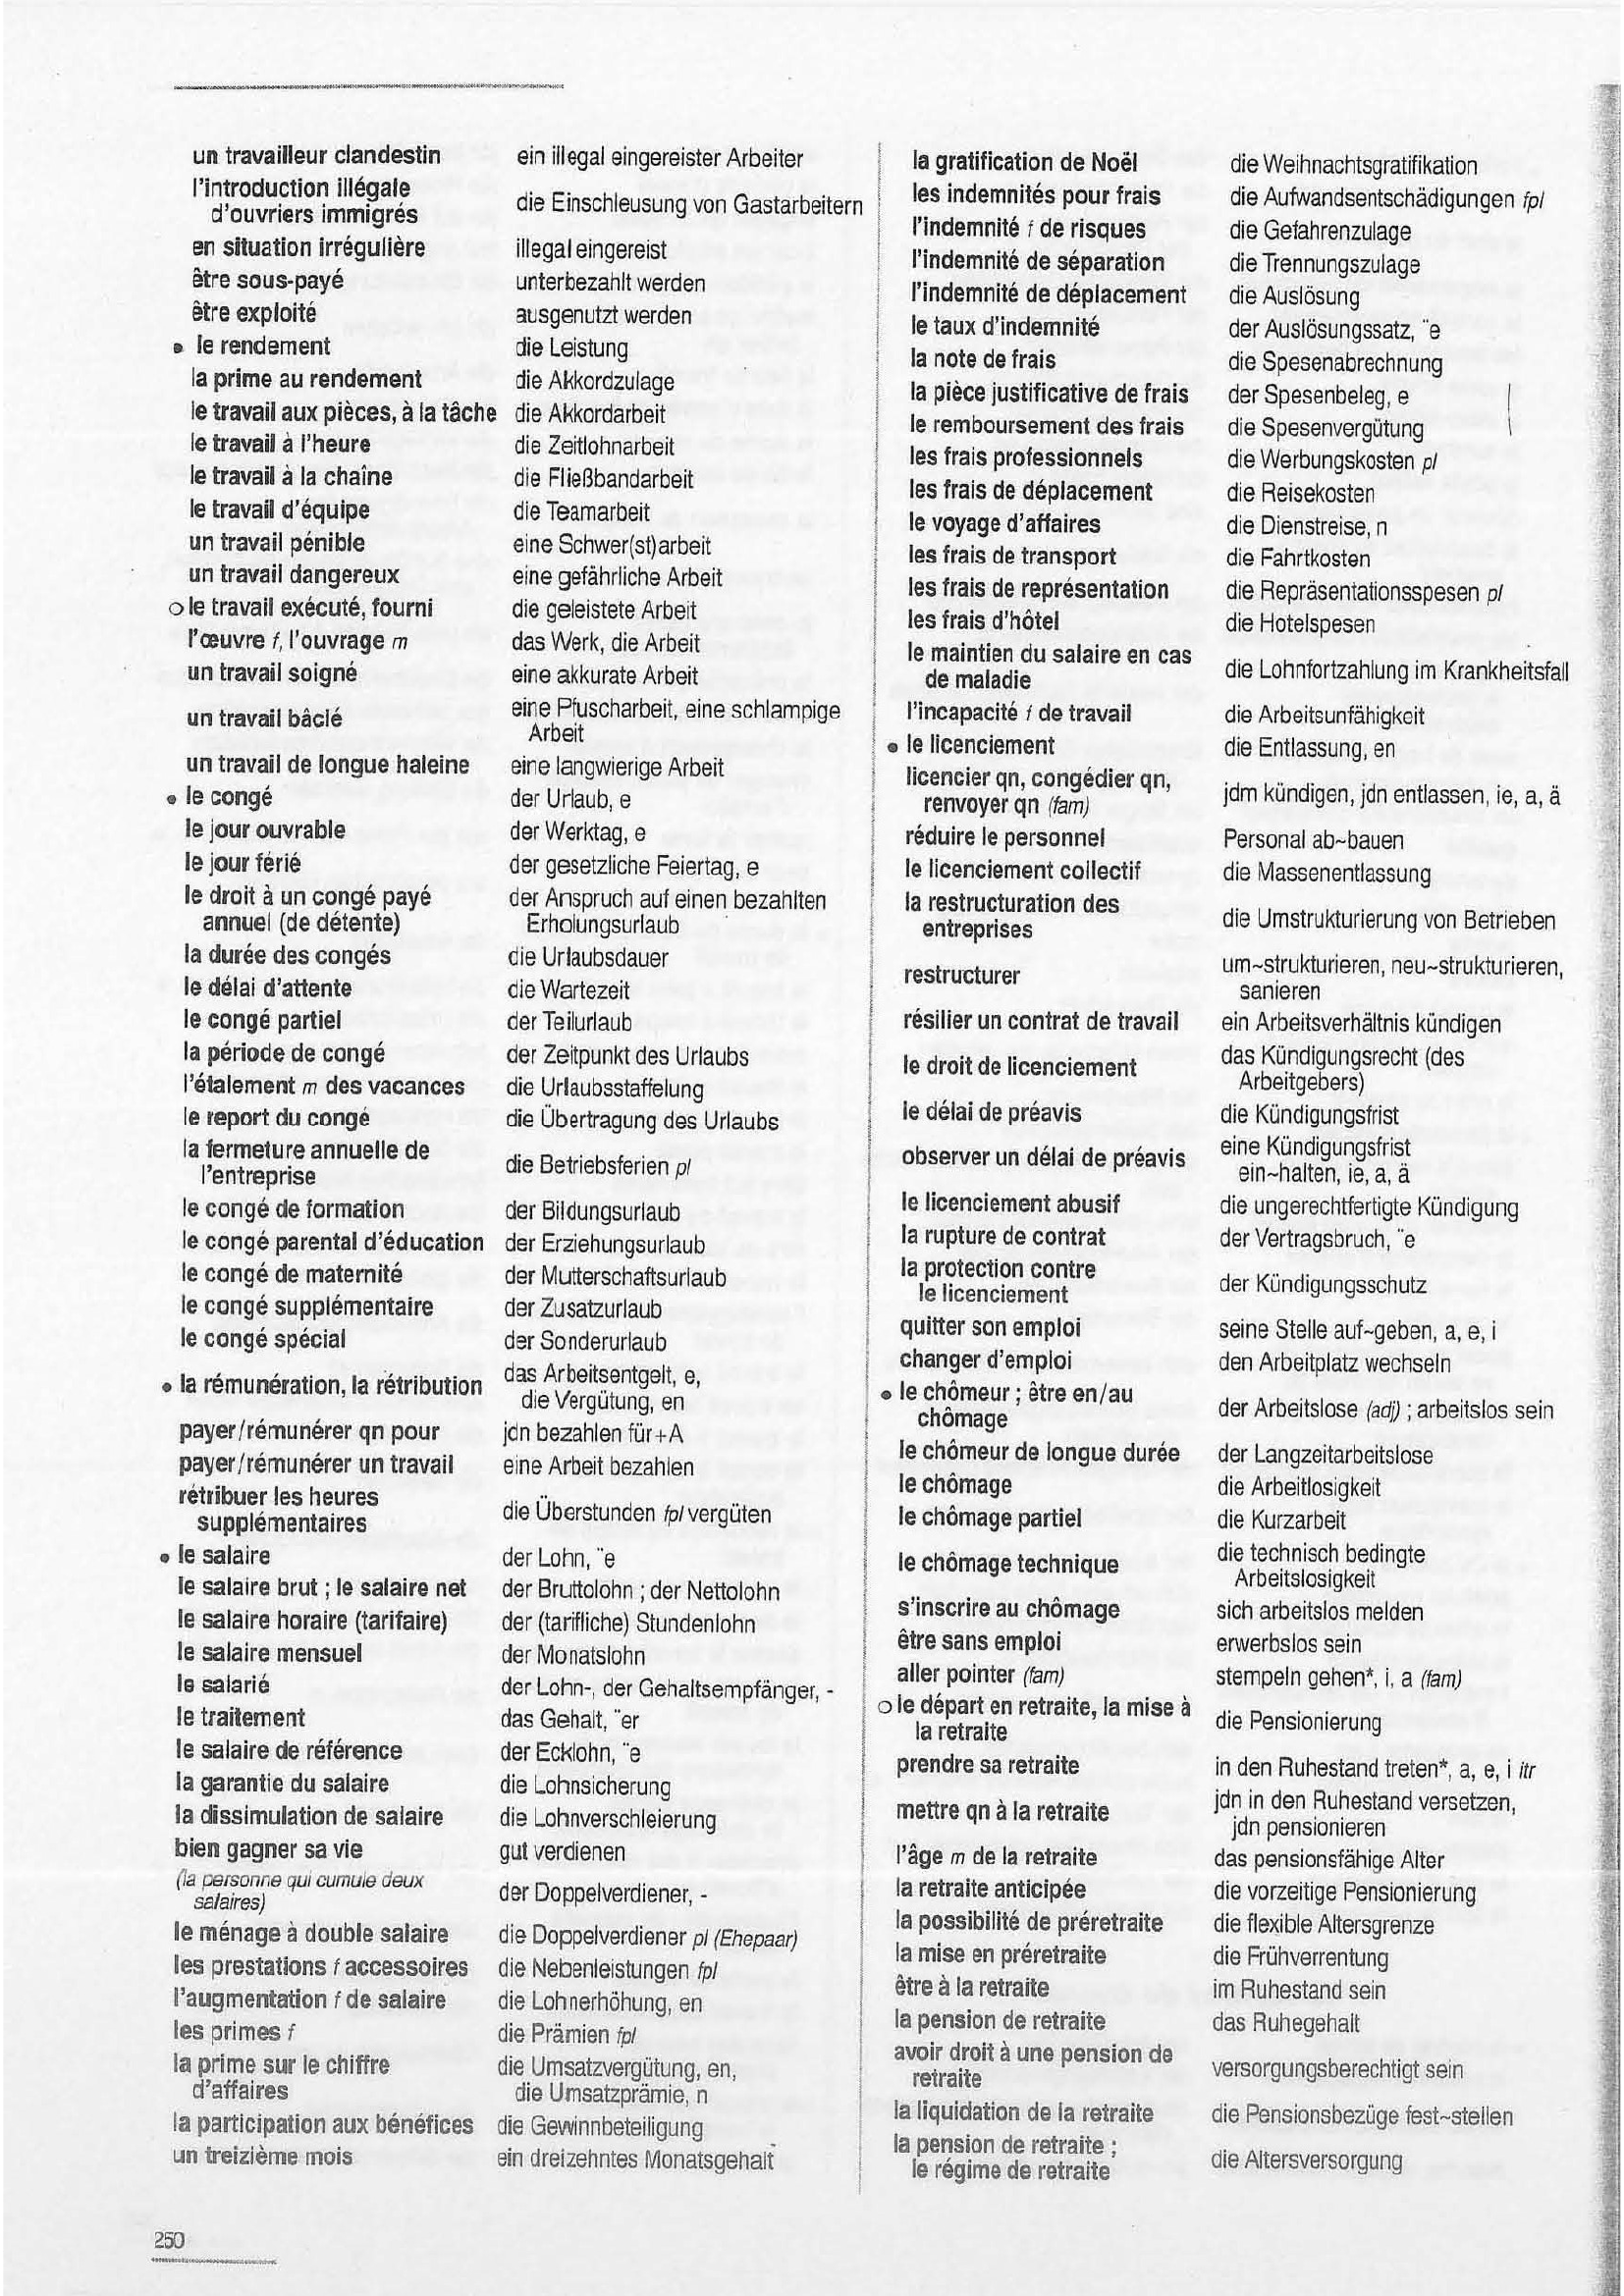 un travailleur clandestin ein illegal eingereister Arbeiter
l'introduction illégale
d'ouvriers immigrés die Einschleusung von Gastarbeitern
en situation irrégulière illegal eingereist
être sous-payé unterbezahlt werden
être exploité ausgenutzt werden
• le rendement die Leistung
la prime au rendement die Akkordzulage
le travail aux pièces, à la tâche die Akkordarbeit
le travail à l'heure die Zeitlohnarbeit
le travail à la chaîne die Fließbandarbeit
le travail d'équipe die Teamarbeit
un travail pénible eine Schwer(st)arbeit
un travail dangereux eine gefährliche Arbeit
o le travail exécuté, fourni die geleistete Arbeit
l'œuvre f, l'ouvrage m das Werk, die Arbeit
un travail soigné eine akkurate Arbeit
un travail bâclé eine Pfuscharbeit, eine schlampige
Arbeit
un travail de longue haleine eine langwierige Arbeit
• le congé der Urlaub, e
le jour ouvrable der Werktag, e
le jour férié der gesetzliche Feiertag, e
le droit à un congé payé der Anspruch auf einen bezahlten
annuel (de détente) Erholungsurlaub
la durée des congés die Urlaubsdauer
le délai d'attente die Wartezeit
le congé partiel der Teilurlaub
la période de congé der Zeitpunkt des Urlaubs
l'étalement m des vacances die Urlaubsstaffelung
le report du congé die Übertragung des Urlaubs
la fermeture annuelle de
l'entreprise die Betriebsferien pl
le congé de formation der Bildungsurlaub
le congé parental d'éducation der Erziehungsurlaub
le congé de maternité der Mutterschaftsurlaub
le congé supplémentaire der Zusatzurlaub
le congé spécial der Sonderurlaub
• la rémunération, la rétribution das Arbeitsentgelt, e,
die Vergütung, en
payer/rémunérer qn pour jdn bezahlen für+A
payer/rémunérer un travail eine Arbeit bezahlen
rétribuer les heures
supplémentaires die Überstunden fpl vergüten
• le salaire der Lohn, ¨e
le salaire brut ; le salaire net der Bruttolohn ; der Nettolohn
le salaire horaire (tarifaire) der (tarifliche) Stundenlohn
le salaire mensuel der Monatslohn
le salarié der Lohn-, der Gehaltsempfänger, -
le traitement das Gehalt, ¨er
le salaire de référence der Ecklohn, ¨e
la garantie du salaire die Lohnsicherung
la dissimulation de salaire die Lohnverschleierung
bien gagner sa vie gut verdienen
(la personne qui cumule deux
salaires) der Doppelverdiener, -
le ménage à double salaire die Doppelverdiener pl (Ehepaar)
les prestations f accessoires die Nebenleistungen fpl
l'augmentation f de salaire die Lohnerhöhung, en
les primes f die Prämien fpl
la prime sur le chiffre die Umsatzvergütung, en,
d'affaires die Umsatzprämie, n
la participation aux bénéfices die Gewinnbeteiligung
un treizième mois ein dreizehntes Monatsgehalt
la gratification de Noël die Weihnachtsgratifikation
les indemnités pour frais die Aufwandsentschädigungen fpl
l'indemnité f de risques die Gefahrenzulage
l'indemnité de séparation die Trennungszulage
l'indemnité de déplacement die Auslösung
le taux d'indemnité der Auslösungssatz, ¨e
la note de frais die Spesenabrechnung
la pièce justificative de frais der Spesenbeleg, e
le remboursement des frais die Spesenvergütung
les frais professionnels die Werbungskosten pl
les frais de déplacement die Reisekosten
le voyage d'affaires die Dienstreise, n
les frais de transport die Fahrtkosten
les frais de représentation die Repräsentationsspesen pl
les frais d'hôtel die Hotelspesen
le maintien du salaire en cas
de maladie die Lohnfortzahlung im Krankheitsfall
l'incapacité f de travail die Arbeitsunfähigkeit
• le licenciement die Entlassung, en
licencier qn, congédier qn,
renvoyer qn (fam) jdm kündigen, jdn entlassen, ie, a, ä
réduire le personnel Personal ab~bauen
le licenciement collectif die Massenentlassung
la restructuration des
entreprises die Umstrukturierung von Betrieben
restructurer um~strukturieren, neu~strukturieren,
sanieren
résilier un contrat de travail ein Arbeitsverhältnis kündigen
le droit de licenciement das Kündigungsrecht (des
Arbeitgebers)
le délai de préavis die Kündigungsfrist
observer un délai de préavis eine Kündigungsfrist
ein~halten, ie, a, ä
le licenciement abusif die ungerechtfertigte Kündigung
la rupture de contrat der Vertragsbruch, ¨e
la protection contre
le licenciement der Kündigungsschutz
quitter son emploi seine Stelle auf~geben, a, e, i
changer d'emploi den Arbeitplatz wechseln
• le chômeur ; être en/au
chômage der Arbeitslose (adj) ; arbeitslos sein
le chômeur de longue durée der Langzeitarbeitslose
le chômage die Arbeitlosigkeit
le chômage partiel die Kurzarbeit
le chômage technique die technisch bedingte
Arbeitslosigkeit
s'inscrire au chômage sich arbeitslos melden
être sans emploi erwerbslos sein
aller pointer (fam) stempeln gehen*, i, a (fam)
o le départ en retraite, la mise à
la retraite die Pensionierung
prendre sa retraite in den Ruhestand treten*, a, e, i itr
mettre qn à la retraite jdn in den Ruhestand versetzen,
jdn pensionieren
l'âge m de la retraite das pensionsfähige Alter
la retraite anticipée die vorzeitige Pensionierung
la possibilité de préretraite die flexible Altersgrenze
la mise en préretraite die Frühverrentung
être à la retraite im Ruhestand sein
la pension de retraite das Ruhegehalt
avoir droit à une pension de
retraite versorgungsberechtigt sein
la liquidation de la retraite die Pensionsbezüge fest~stellen
la pension de retraite ;
le régime de retraite die Altersversorgung
250